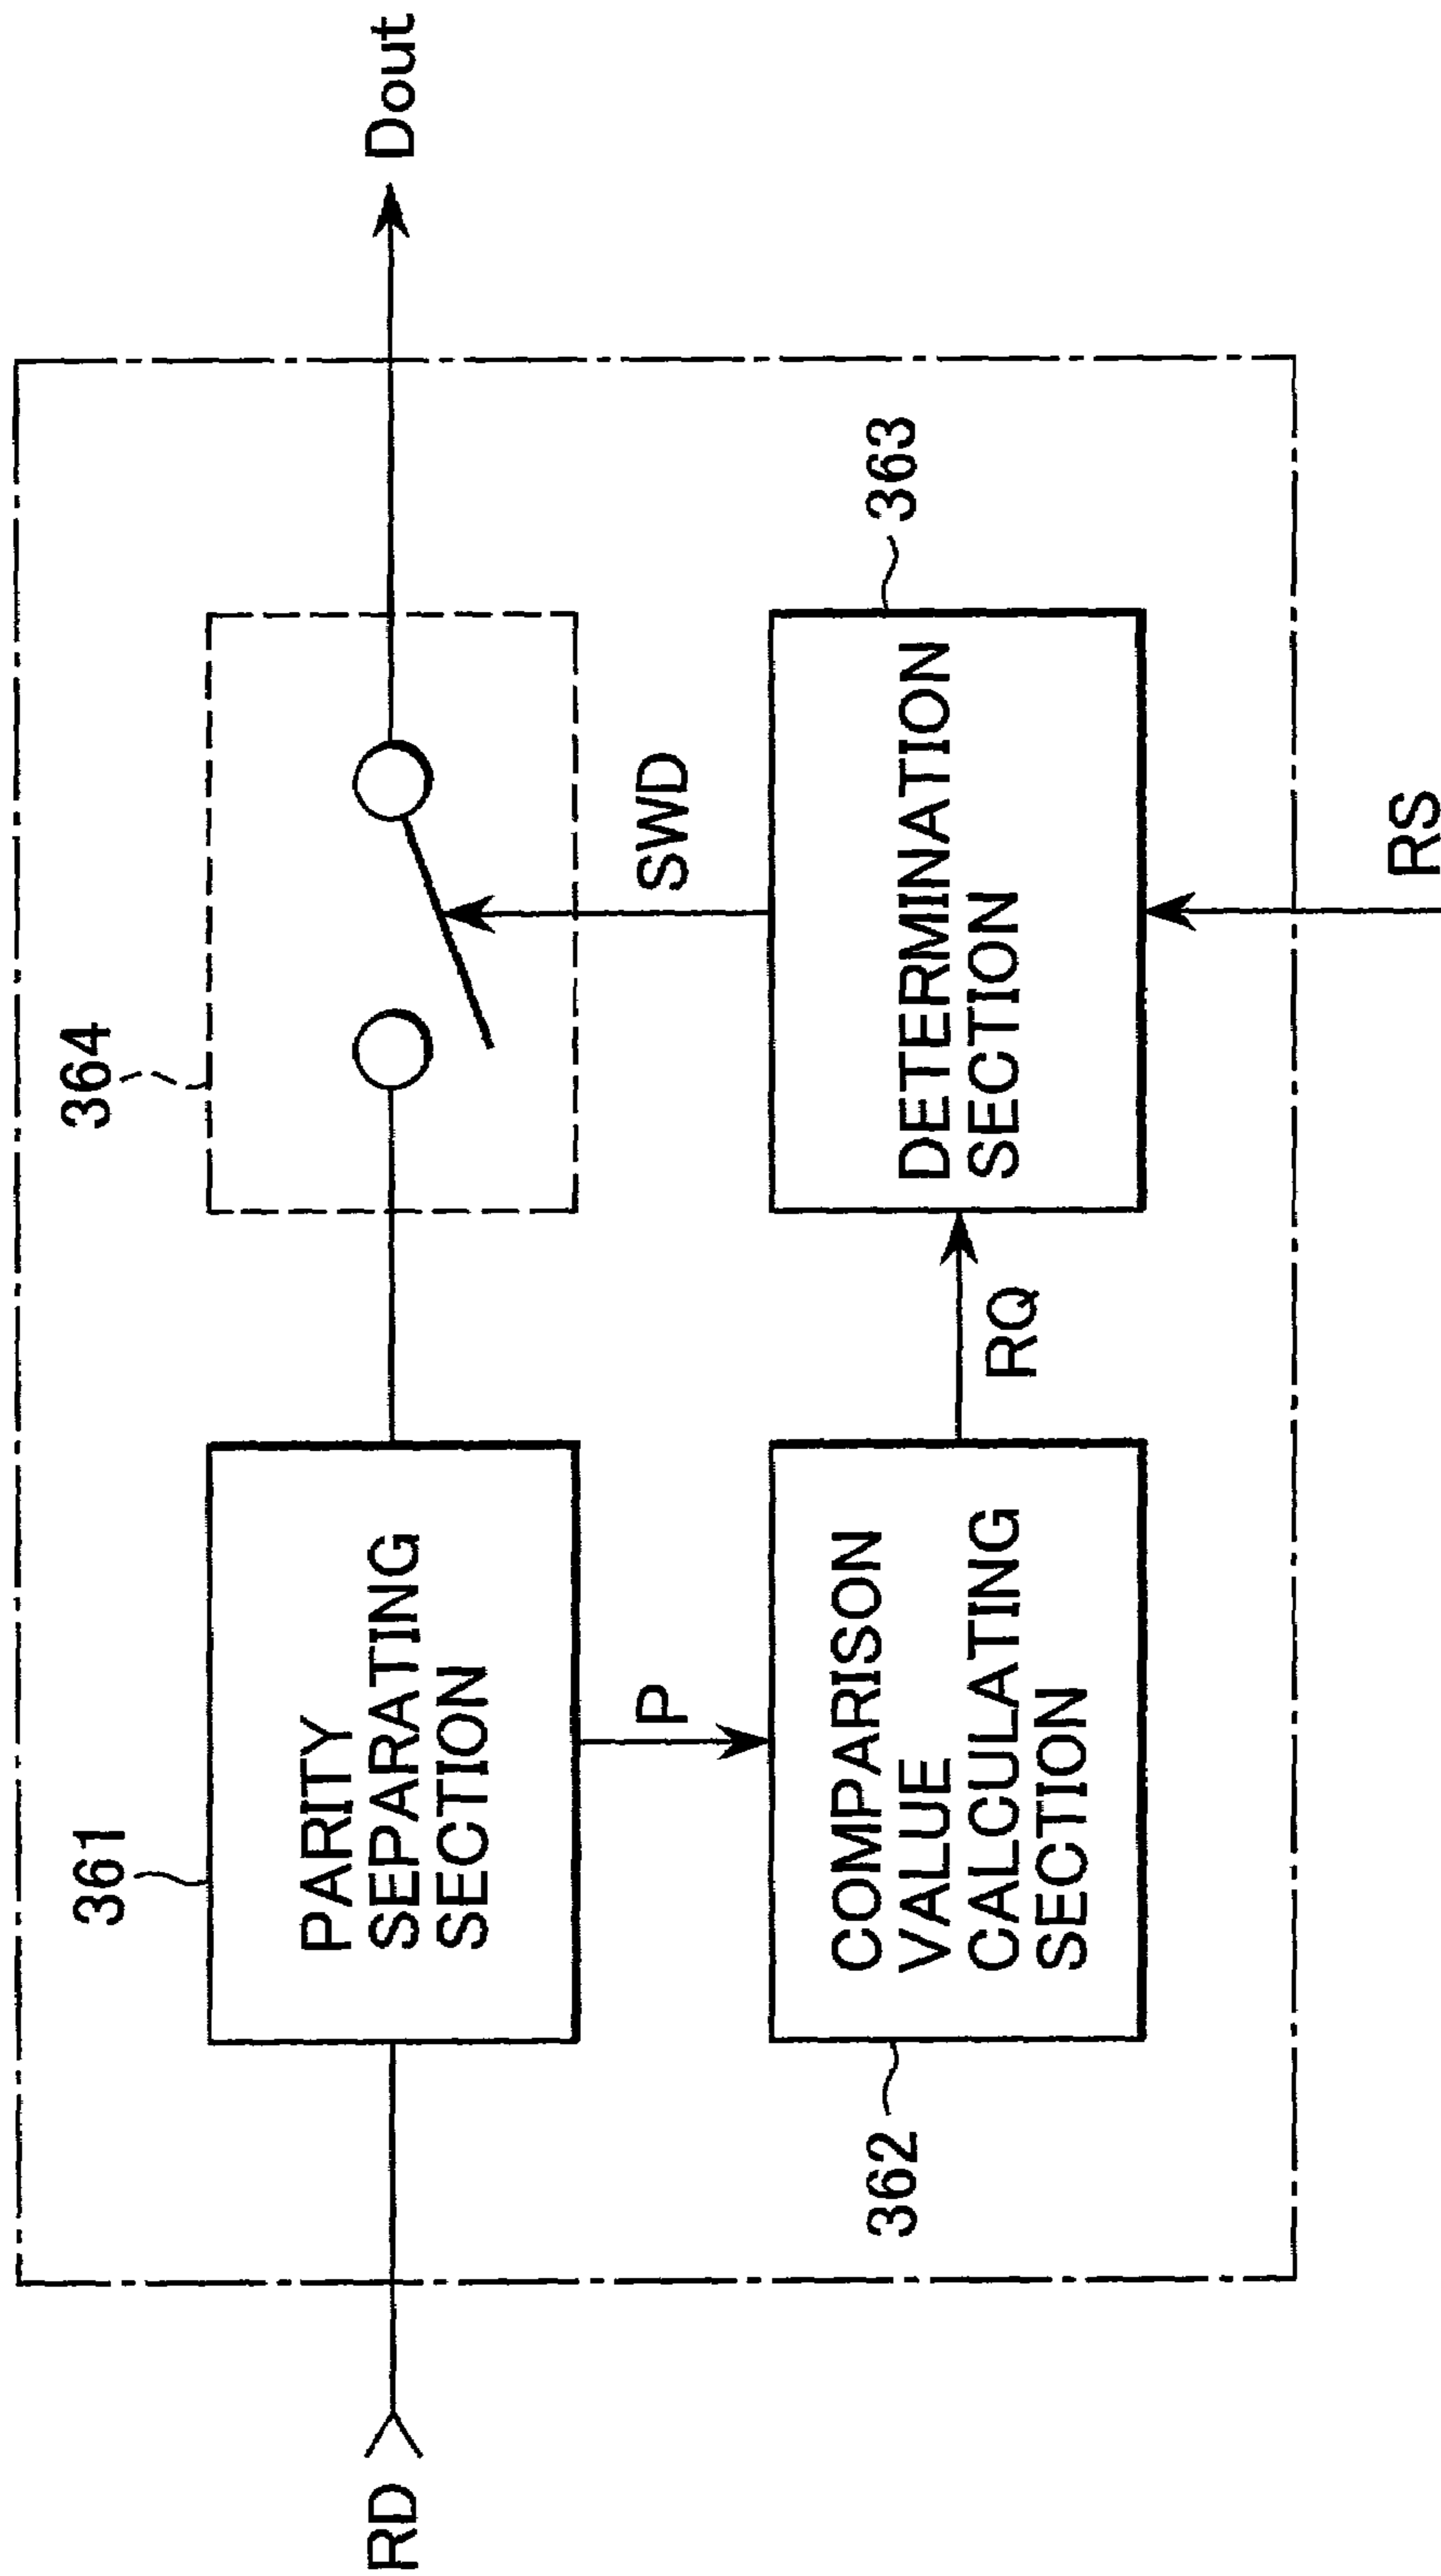 RD
361
PARITY
SEPARATING
SECTION
364
Dout
P
SWD
362
COMPARISON
VALUE
CALCULATING
SECTION
RQ
363
DETERMINATION
SECTION
RS